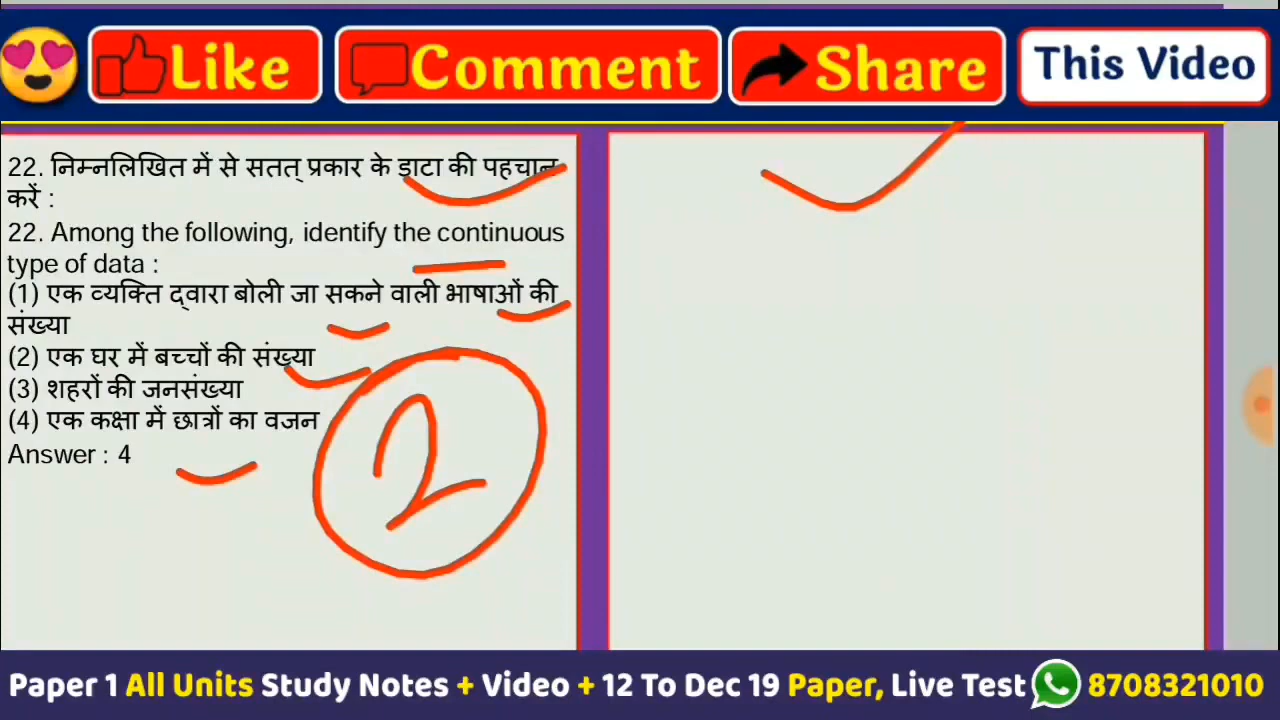 Like Comment Share This Video
22. निम्नलिखित में से सतत् प्रकार के डाटा की पहचान
करें :
22. Among the following, identify the continuous
type of data :
(1) एक व्यक्ति द्वारा बोली जा सकने वाली भाषाओं की
संख्या
(2) एक घर में बच्चों की संख्या
(3) शहरों की जनसंख्या
(4) एक कक्षा में छात्रों का वजन
Answer : 4
2
Paper 1 All Units Study Notes + Video + 12 To Dec 19 Paper, Live Test 8708321010